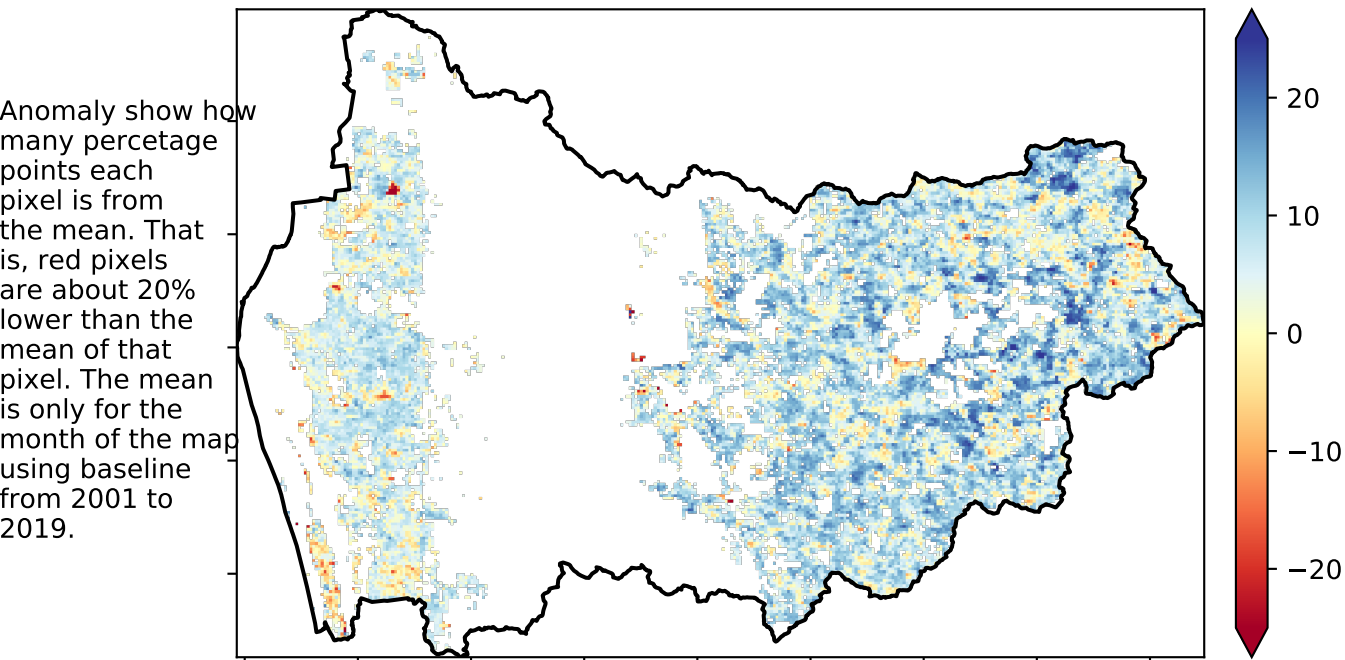 Anomaly show how
many percetage
points each
pixel is from
the mean. That
is, red pixels
are about 20%
lower than the
mean of that
pixel. The mean
is only for the
month of the map
using baseline
from 2001 to
2019.
20
10
0
−10
−20